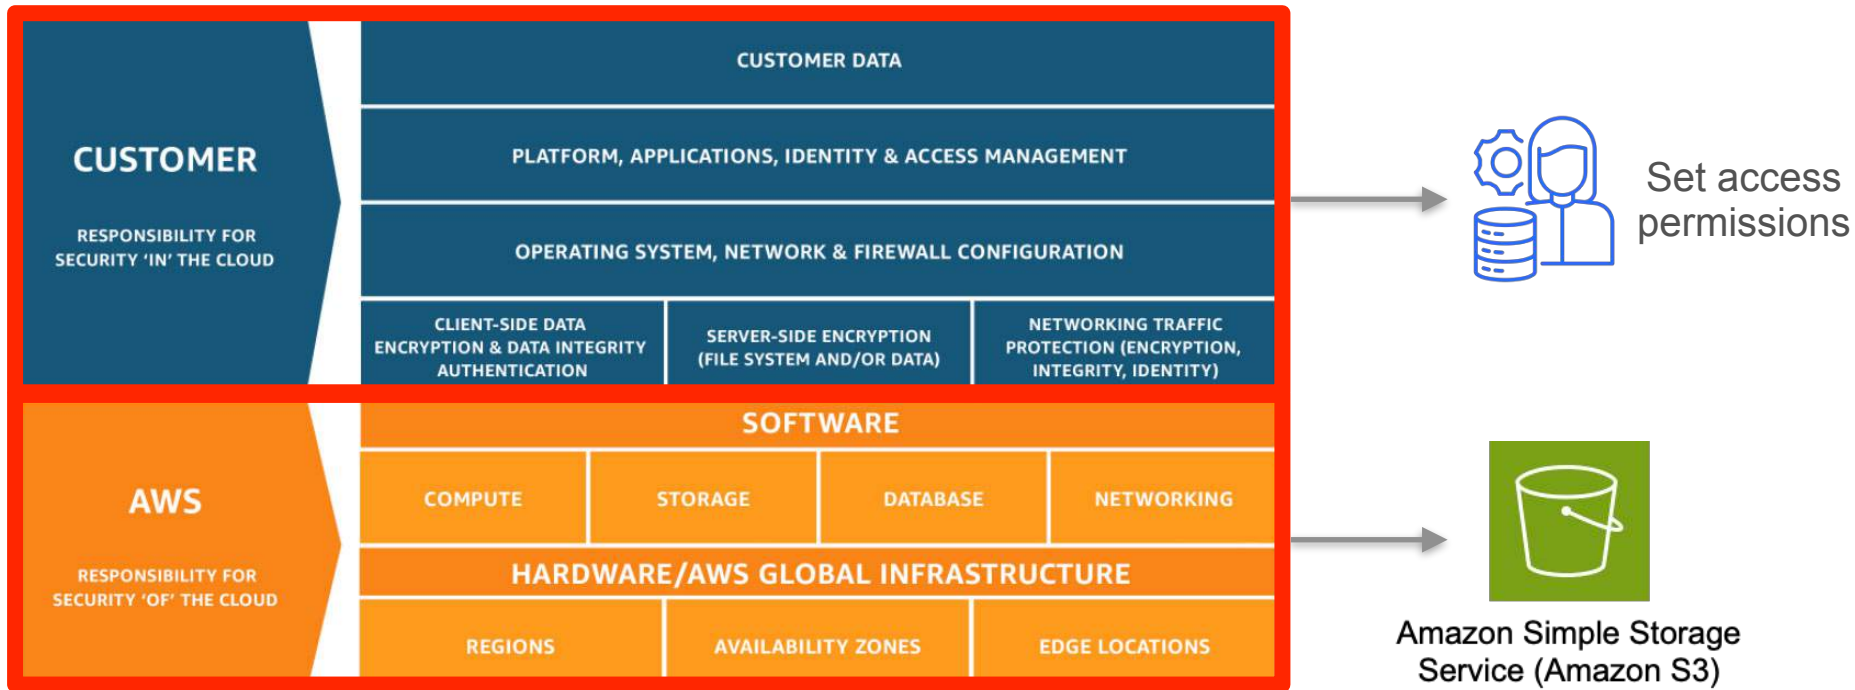 CUSTOMER
RESPONSIBILITY FOR
SECURITY ‘IN’ THE CLOUD
CUSTOMER DATA
PLATFORM, APPLICATIONS, IDENTITY & ACCESS MANAGEMENT
OPERATING SYSTEM, NETWORK & FIREWALL CONFIGURATION
CLIENT-SIDE DATA
ENCRYPTION & DATA INTEGRITY
AUTHENTICATION
SERVER-SIDE ENCRYPTION
(FILE SYSTEM AND/OR DATA)
NETWORKING TRAFFIC
PROTECTION (ENCRYPTION,
INTEGRITY, IDENTITY)
Set access
permissions
AWS
RESPONSIBILITY FOR
SECURITY ‘OF’ THE CLOUD
SOFTWARE
COMPUTE
STORAGE
DATABASE
NETWORKING
HARDWARE/AWS GLOBAL INFRASTRUCTURE
REGIONS
AVAILABILITY ZONES
EDGE LOCATIONS
Amazon Simple Storage
Service (Amazon S3)